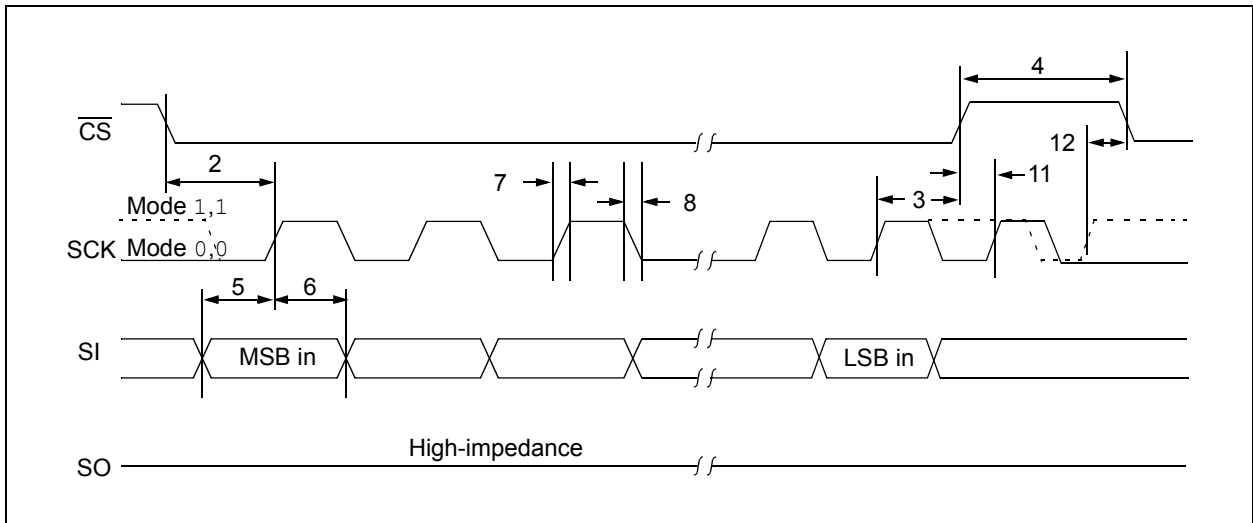 4
CS
12
2
7
8
3
11
Mode 1,1
SCK Mode 0,0
5
6
SI
MSB in
LSB in
High-impedance
SO